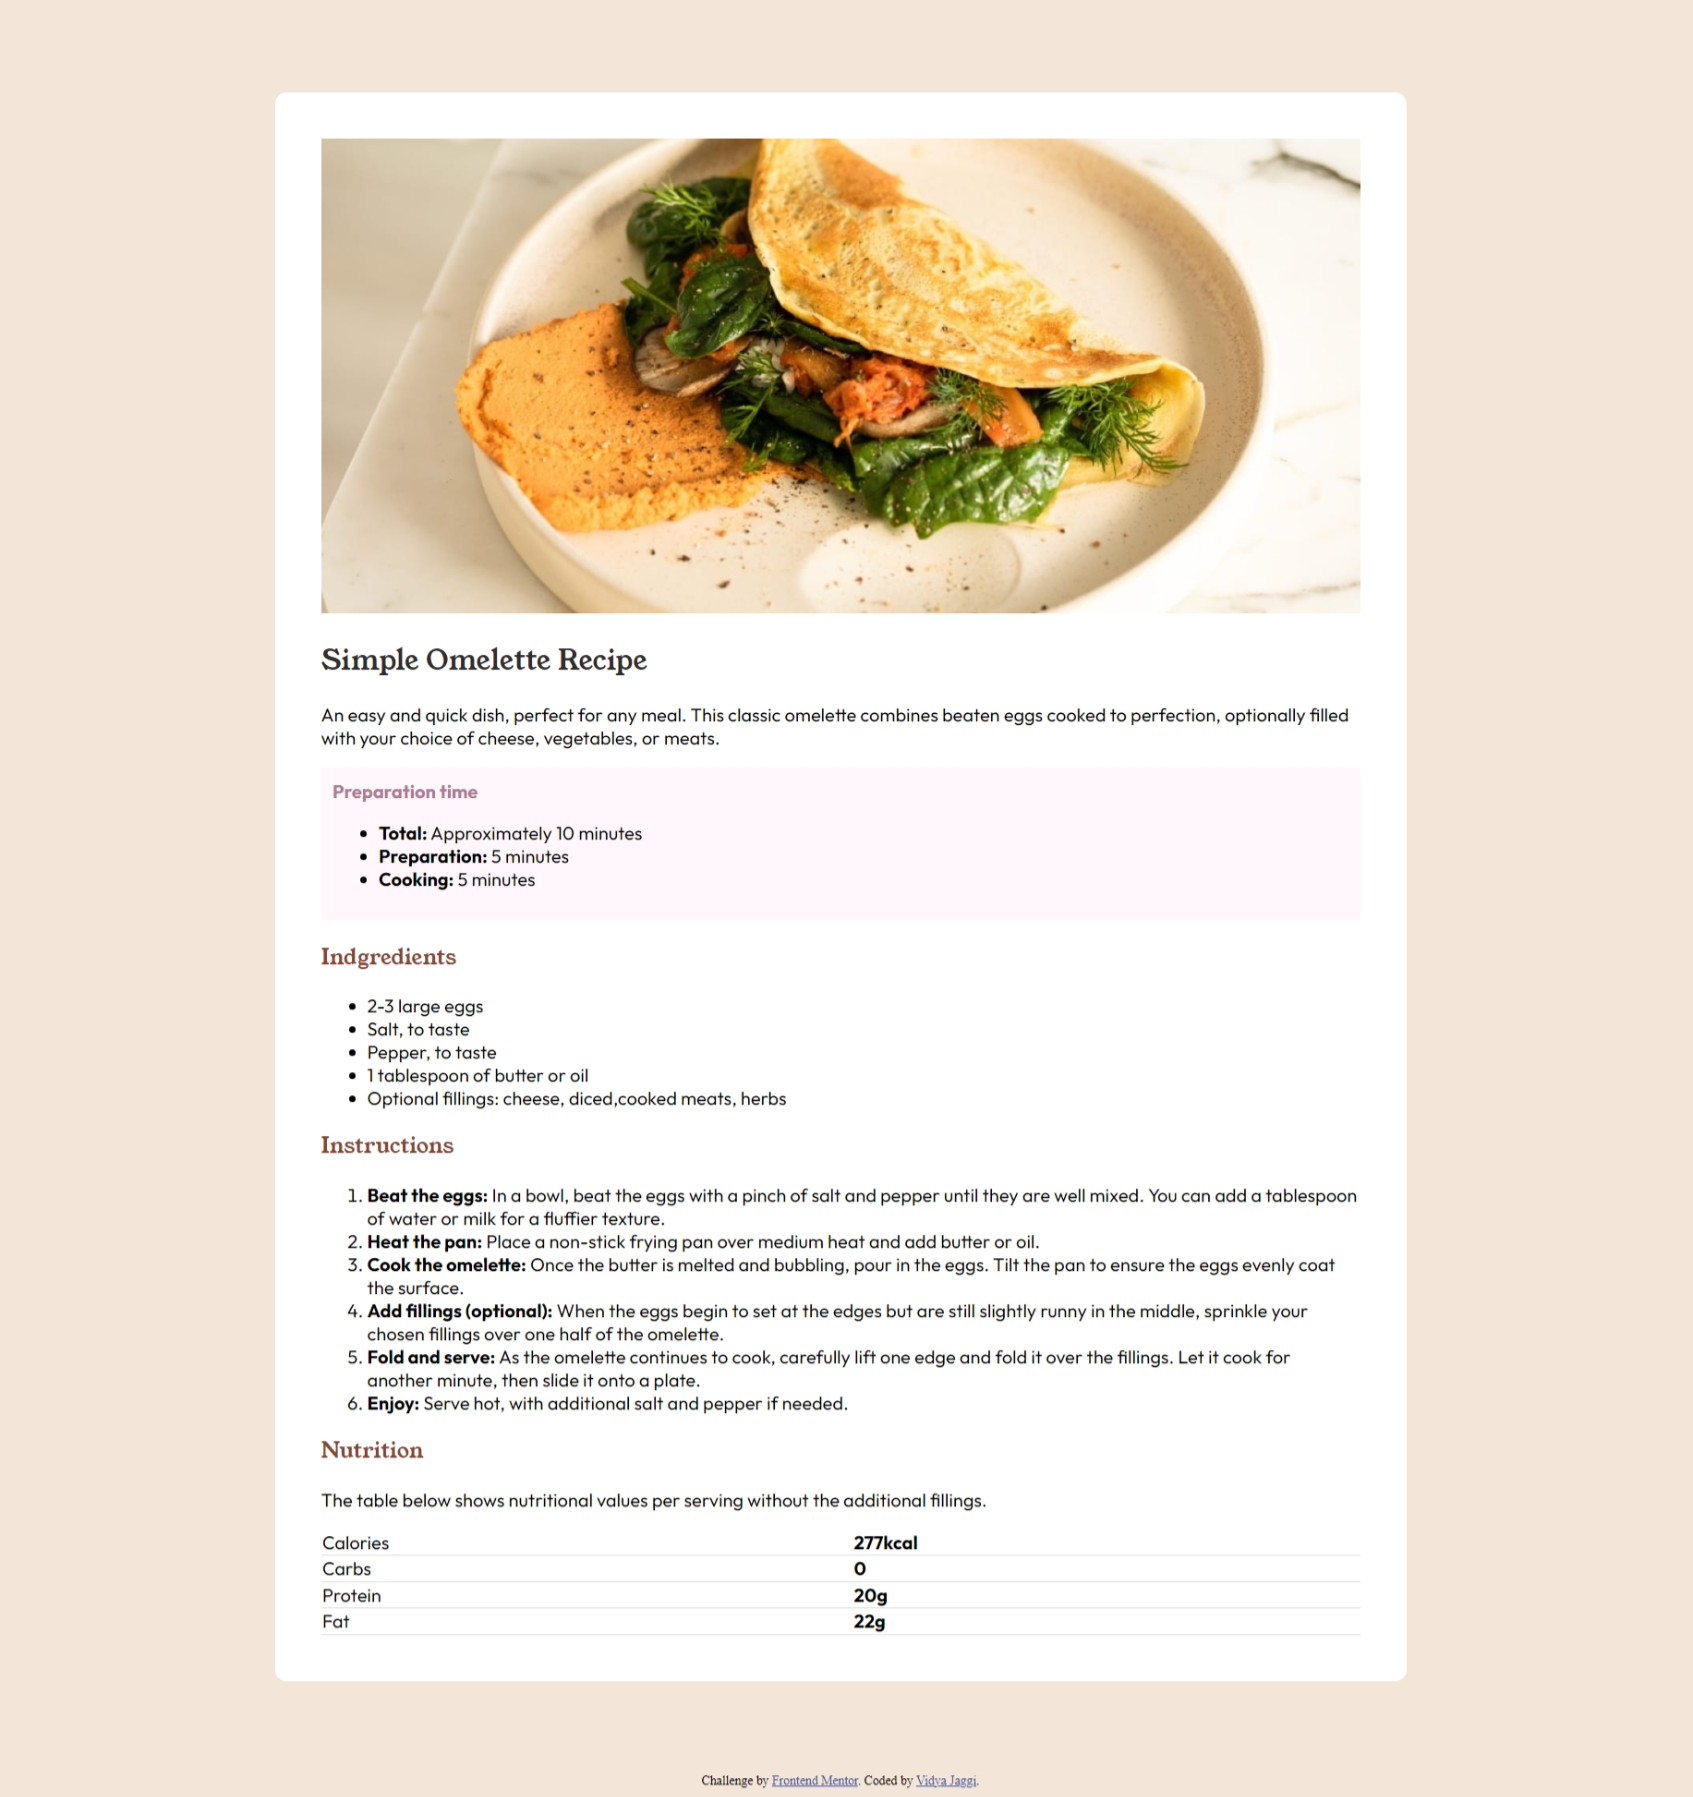 Simple Omelette Recipe
An easy and quick dish, perfect for any meal. This classic omelette combines beaten eggs cooked to perfection, optionally filled
with your choice of cheese, vegetables, or meats.
Preparation time
• Total: Approximately 10 minutes
• Preparation: 5 minutes
• Cooking: 5 minutes
Indgredients
• 2-3 large eggs
• Salt, to taste
• Pepper, to taste
• 1 tablespoon of butter or oil
• Optional fillings: cheese, diced,cooked meats, herbs
Instructions
1. Beat the eggs: In a bowl, beat the eggs with a pinch of salt and pepper until they are well mixed. You can add a tablespoon
of water or milk for a fluffier texture.
2. Heat the pan: Place a non-stick frying pan over medium heat and add butter or oil.
3. Cook the omelette: Once the butter is melted and bubbling, pour in the eggs. Tilt the pan to ensure the eggs evenly coat
the surface.
4. Add fillings (optional): When the eggs begin to set at the edges but are still slightly runny in the middle, sprinkle your
chosen fillings over one half of the omelette.
5. Fold and serve: As the omelette continues to cook, carefully lift one edge and fold it over the fillings. Let it cook for
another minute, then slide it onto a plate.
6. Enjoy: Serve hot, with additional salt and pepper if needed.
Nutrition
The table below shows nutritional values per serving without the additional fillings.
Calories 277kcal
Carbs 0
Protein 20g
Fat 22g
Challenge by Frontend Mentor. Coded by Vidya Jaggi.